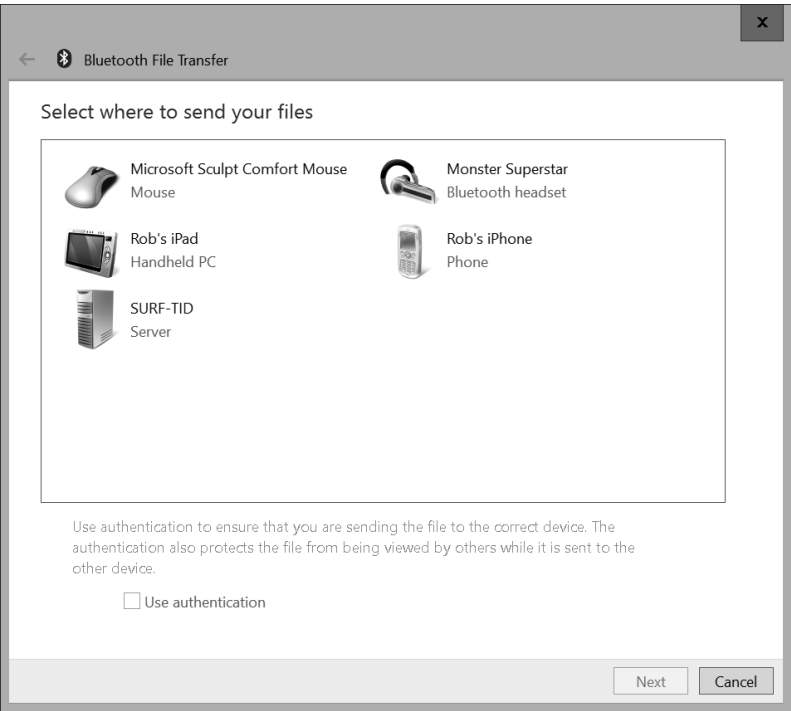 x
Bluetooth File Transfer
Select where to send your files
Microsoft Sculpt Comfort Mouse
Mouse
Monster Superstar
Bluetooth headset
Rob's iPad
Handheld PC
Rob's iPhone
Phone
SURF-TID
Server
Use authentication to ensure that you are sending the file to the correct device. The
authentication also protects the file from being viewed by others while it is sent to the
other device.
Use authentication
Next
Cancel